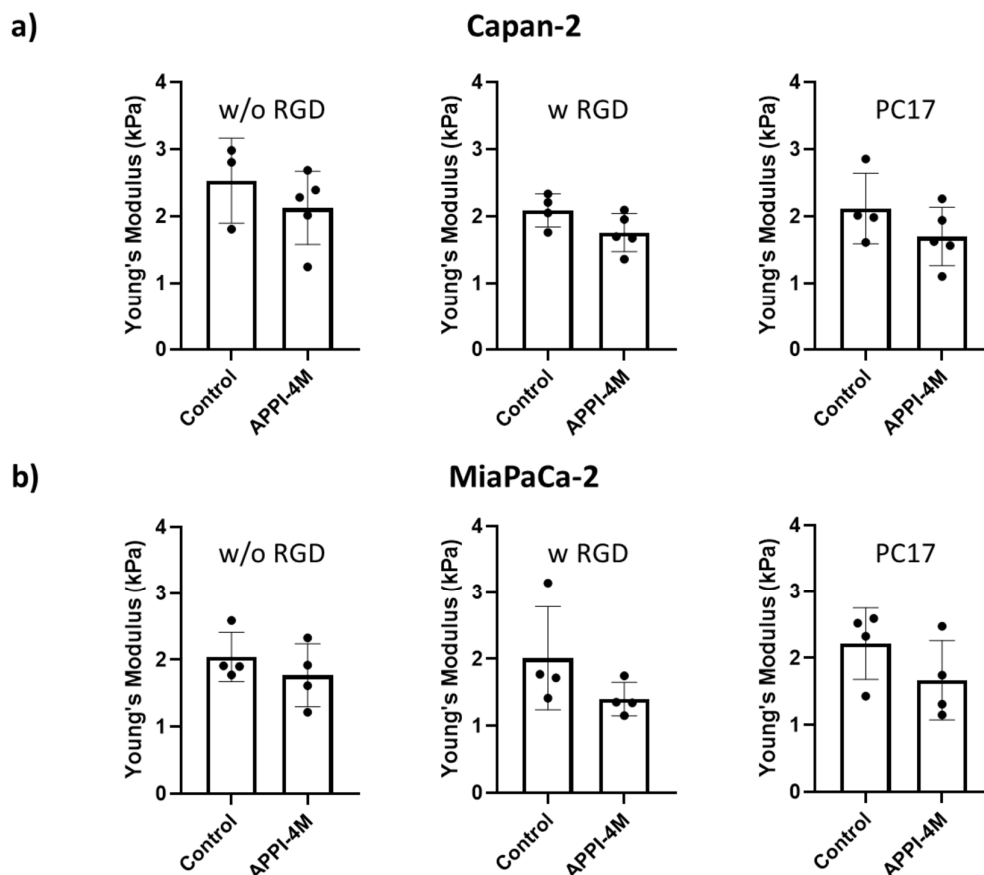 a)
Capan-2
w/o RGD
Young's Modulus (kPa)
4
3
2
1
0
Control
APPI-4M
w RGD
Young's Modulus (kPa)
4
3
2
1
0
Control
APPI-4M
PC17
Young's Modulus (kPa)
4
3
2
1
0
Control
APPI-4M
b)
MiaPaCa-2
w/o RGD
Young's Modulus (kPa)
4
3
2
1
0
Control
APPI-4M
w RGD
Young's Modulus (kPa)
4
3
2
1
0
Control
APPI-4M
PC17
Young's Modulus (kPa)
4
3
2
1
0
Control
APPI-4M